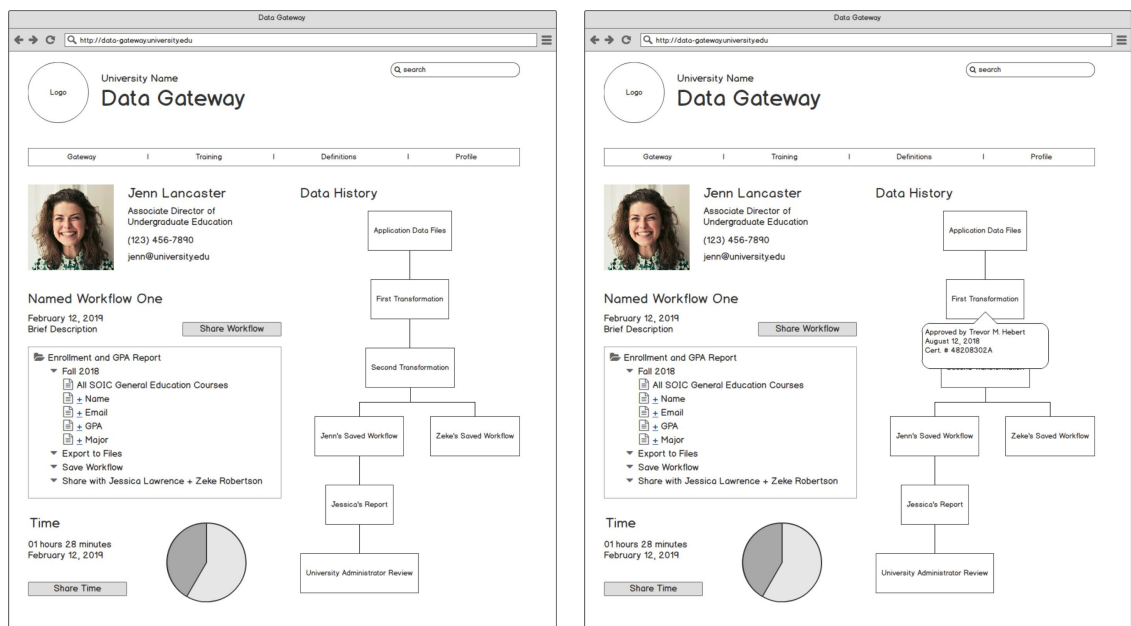 Data Gateway
http://data-gateway.university.edu
Logo
University Name
Data Gateway
search
Gateway | Training | Definitions | Profile
Jenn Lancaster
Associate Director of
Undergraduate Education
(123) 456-7890
jenn@university.edu
Named Workflow One
February 12, 2019
Brief Description
Share Workflow
Enrollment and GPA Report
Fall 2018
All SOIC General Education Courses
+ Name
+ Email
+ GPA
+ Major
Export to Files
Save Workflow
Share with Jessica Lawrence + Zeke Robertson
Time
01 hours 28 minutes
February 12, 2019
Share Time
Data History
Application Data Files
First Transformation
Second Transformation
Jenn's Saved Workflow
Zeke's Saved Workflow
Jessica's Report
University Administrator Review
Data Gateway
http://data-gateway.university.edu
Logo
University Name
Data Gateway
search
Gateway | Training | Definitions | Profile
Jenn Lancaster
Associate Director of
Undergraduate Education
(123) 456-7890
jenn@university.edu
Named Workflow One
February 12, 2019
Brief Description
Share Workflow
Enrollment and GPA Report
Fall 2018
All SOIC General Education Courses
+ Name
+ Email
+ GPA
+ Major
Export to Files
Save Workflow
Share with Jessica Lawrence + Zeke Robertson
Time
01 hours 28 minutes
February 12, 2019
Share Time
Data History
Application Data Files
First Transformation
Approved by Trevor M. Hebert
August 12, 2018
Cert. # 48208302A
Jenn's Saved Workflow
Zeke's Saved Workflow
Jessica's Report
University Administrator Review